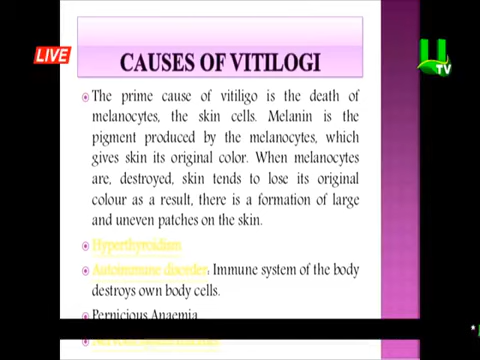 LIVE
U
TV
CAUSES OF VITILOGI
The prime cause of vitiligo is the death of
melanocytes, the skin cells. Melanin is the
pigment produced by the melanocytes, which
gives skin its original color. When melanocytes
are, destroyed, skin tends to lose its original
colour as a result, there is a formation of large
and uneven patches on the skin.
Hyperthyroidism
Autoimmune disorder: Immune system of the body
destroys own body cells.
Pernicious Anaemia